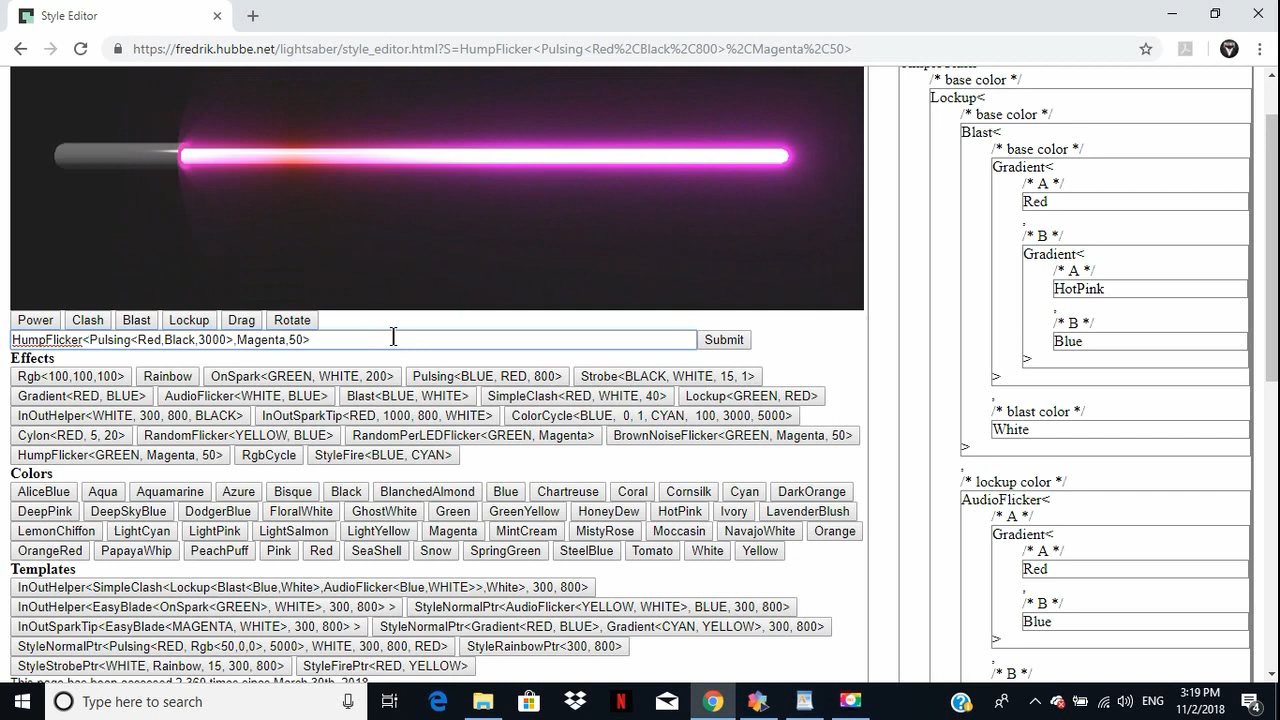 Style Editor
https://fredrik.hubbe.net/lightsaber/style_editor.html?S=HumpFlicker<Pulsing<Red%2CBlack%2C800>%2CMagenta%2C50>
Power Clash Blast Lockup Drag Rotate
HumpFlicker<Pulsing<Red,Black,3000>,Magenta,50> Submit
Effects
Rgb<100,100,100> Rainbow OnSpark<GREEN, WHITE, 200> Pulsing<BLUE, RED, 800> Strobe<BLACK, WHITE, 15, 1>
Gradient<RED, BLUE> AudioFlicker<WHITE, BLUE> Blast<BLUE, WHITE> SimpleClash<RED, WHITE, 40> Lockup<GREEN, RED>
InOutHelper<WHITE, 300, 800, BLACK> InOutSparkTip<RED, 1000, 800, WHITE> ColorCycle<BLUE, 0, 1, CYAN, 100, 3000, 5000>
Cylon<RED, 5, 20> RandomFlicker<YELLOW, BLUE> RandomPerLEDFlicker<GREEN, Magenta> BrownNoiseFlicker<GREEN, Magenta, 50>
HumpFlicker<GREEN, Magenta, 50> RgbCycle StyleFire<BLUE, CYAN>
Colors
AliceBlue Aqua Aquamarine Azure Bisque Black BlanchedAlmond Blue Chartreuse Coral Cornsilk Cyan DarkOrange
DeepPink DeepSkyBlue DodgerBlue FloralWhite GhostWhite Green GreenYellow HoneyDew HotPink Ivory LavenderBlush
LemonChiffon LightCyan LightPink LightSalmon LightYellow Magenta MintCream MistyRose Moccasin NavajoWhite Orange
OrangeRed PapayaWhip PeachPuff Pink Red SeaShell Snow SpringGreen SteelBlue Tomato White Yellow
Templates
InOutHelper<SimpleClash<Lockup<Blast<Blue,White>,AudioFlicker<Blue,WHITE>>,White>, 300, 800>
InOutHelper<EasyBlade<OnSpark<GREEN>, WHITE>, 300, 800> > StyleNormalPtr<AudioFlicker<YELLOW, WHITE>, BLUE, 300, 800>
InOutSparkTip<EasyBlade<MAGENTA, WHITE>, 300, 800> > StyleNormalPtr<Gradient<RED, BLUE>, Gradient<CYAN, YELLOW>, 300, 800>
StyleNormalPtr<Pulsing<RED, Rgb<50,0,0>, 5000>, WHITE, 300, 800, RED> StyleRainbowPtr<300, 800>
StyleStrobePtr<WHITE, Rainbow, 15, 300, 800> StyleFirePtr<RED, YELLOW>
/* base color */
Lockup<
/* base color */
Blast<
/* base color */
Gradient<
/* A */
Red
,
/* B */
Gradient<
/* A */
HotPink
,
/* B */
Blue
>
>
,
/* blast color */
White
>
,
/* lockup color */
AudioFlicker<
/* A */
Gradient<
/* A */
Red
,
/* B */
Blue
>
,
/* B */
Type here to search
ENG
3:19 PM
11/2/2018
4